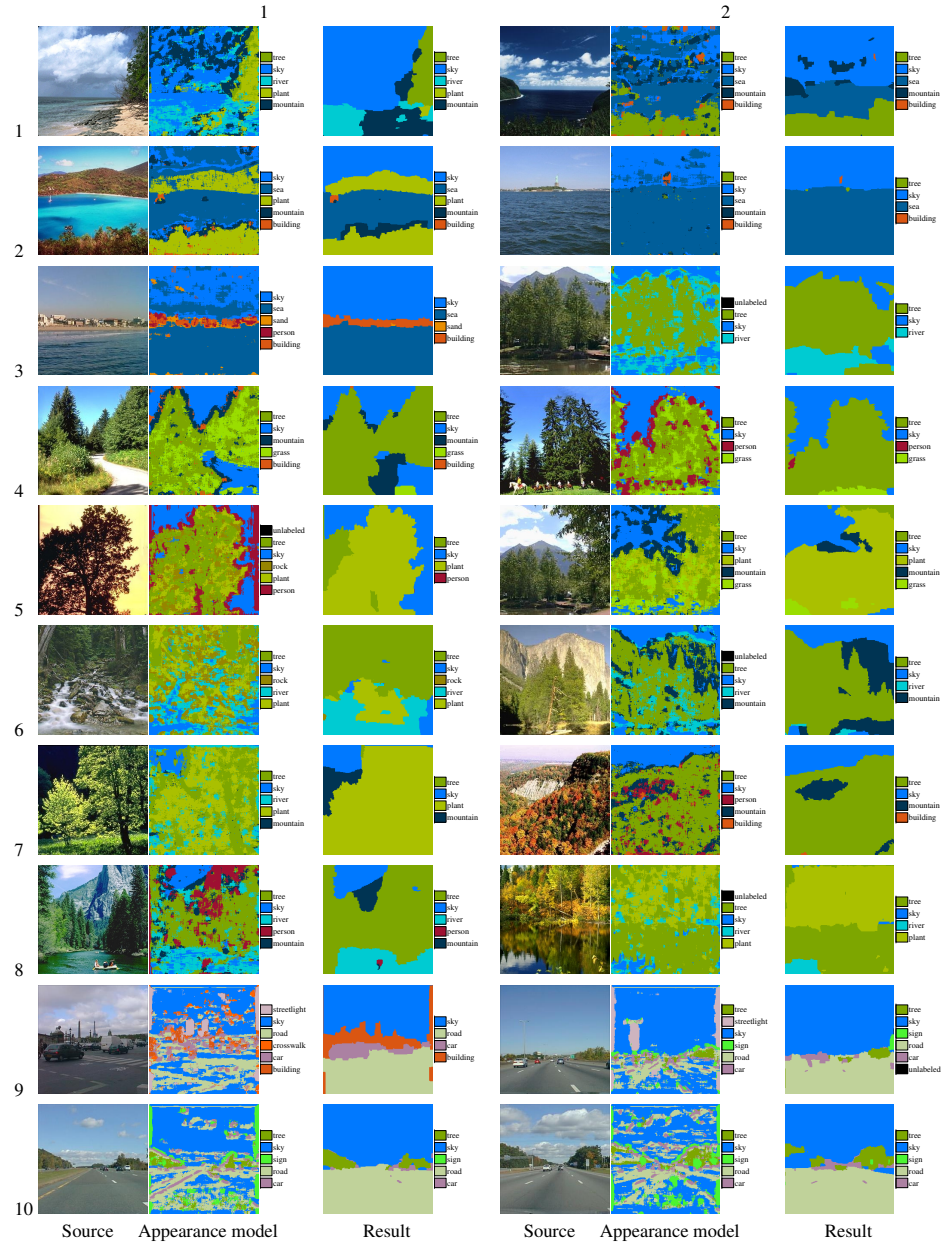 1 2
1
tree
sky
river
plant
mountain
tree
sky
sea
mountain
tree
sky
sea
mountain
building
tree
sky
sea
mountain
building
2
sky
sea
plant
mountain
building
sky
sea
plant
mountain
building
tree
sky
sea
mountain
building
tree
sky
sea
building
3
sky
sea
sand
person
building
sky
sea
sand
building
unlabeled
tree
sky
river
tree
sky
river
4
tree
sky
mountain
grass
building
tree
sky
mountain
grass
building
tree
sky
person
grass
tree
sky
person
grass
5
unlabeled
tree
sky
rock
plant
person
tree
sky
plant
person
tree
sky
plant
mountain
grass
tree
sky
plant
mountain
grass
6
tree
sky
rock
river
plant
tree
sky
rock
river
plant
unlabeled
tree
sky
river
mountain
tree
sky
river
mountain
7
tree
sky
river
plant
mountain
tree
sky
plant
mountain
tree
sky
person
mountain
building
tree
sky
mountain
building
8
tree
sky
river
person
mountain
tree
sky
river
person
mountain
unlabeled
tree
sky
river
plant
tree
sky
river
plant
9
streetlight
sky
road
crosswalk
car
building
sky
road
car
building
tree
streetlight
sky
sign
road
car
tree
sky
sign
road
car
unlabeled
10
tree
sky
sign
road
car
tree
sky
sign
road
car
tree
sky
sign
road
car
tree
sky
sign
road
car
Source Appearance model Result Source Appearance model Result